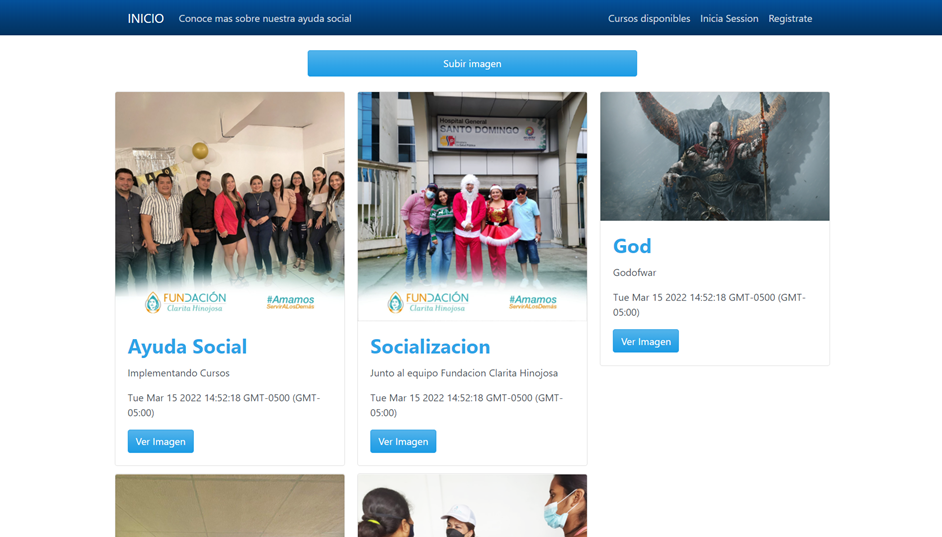 INICIO
Conoce mas sobre nuestra ayuda social
Cursos disponibles
Inicia Session
Registrate
Subir imagen
FUNDACIÓN
Clarita Hinojosa
#Amamos
ServirALosDemás
Ayuda Social
Implementando Cursos
Tue Mar 15 2022 14:52:18 GMT-0500 (GMT-
05:00)
Ver Imagen
Hospital General
SANTO DOMINGO
FUNDACIÓN
Clarita Hinojosa
#Amamos
ServirALosDemás
Socializacion
Junto al equipo Fundacion Clarita Hinojosa
Tue Mar 15 2022 14:52:18 GMT-0500 (GMT-
05:00)
Ver Imagen
God
Godofwar
Tue Mar 15 2022 14:52:18 GMT-0500 (GMT-
05:00)
Ver Imagen